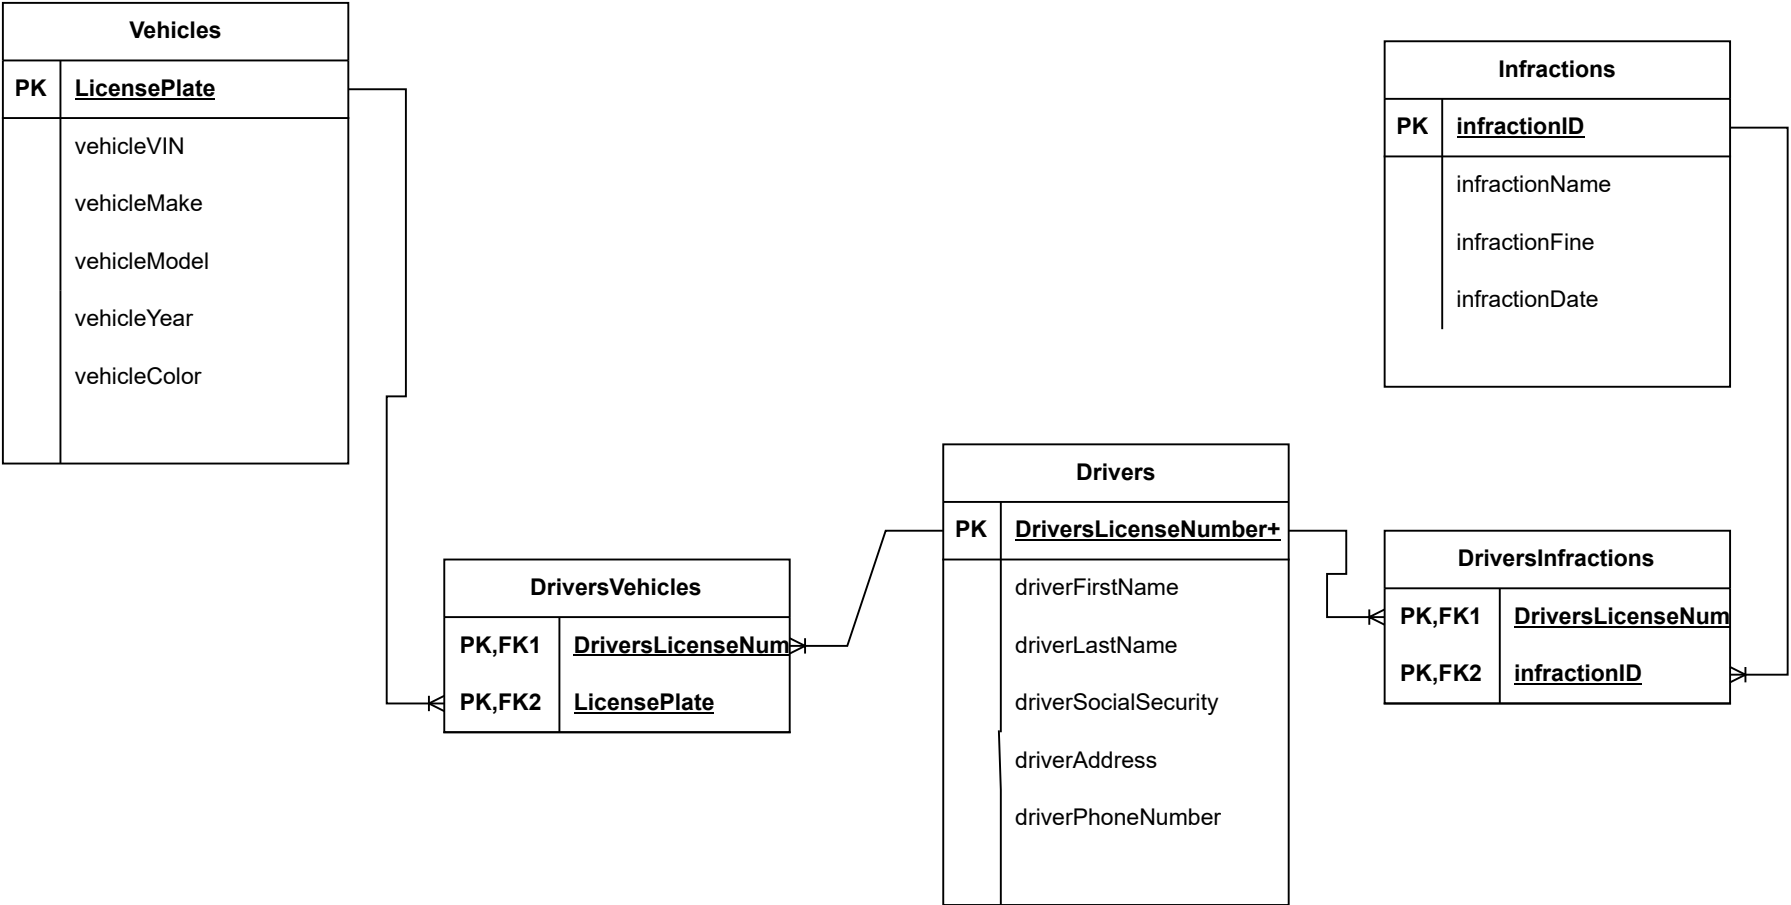 Vehicles
PK LicensePlate
vehicleVIN
vehicleMake
vehicleModel
vehicleYear
vehicleColor
Infractions
PK infractionID
infractionName
infractionFine
infractionDate
DriversVehicles
PK,FK1 DriversLicenseNum
PK,FK2 LicensePlate
Drivers
PK DriversLicenseNumber+
driverFirstName
driverLastName
driverSocialSecurity
driverAddress
driverPhoneNumber
DriversInfractions
PK,FK1 DriversLicenseNum
PK,FK2 infractionID